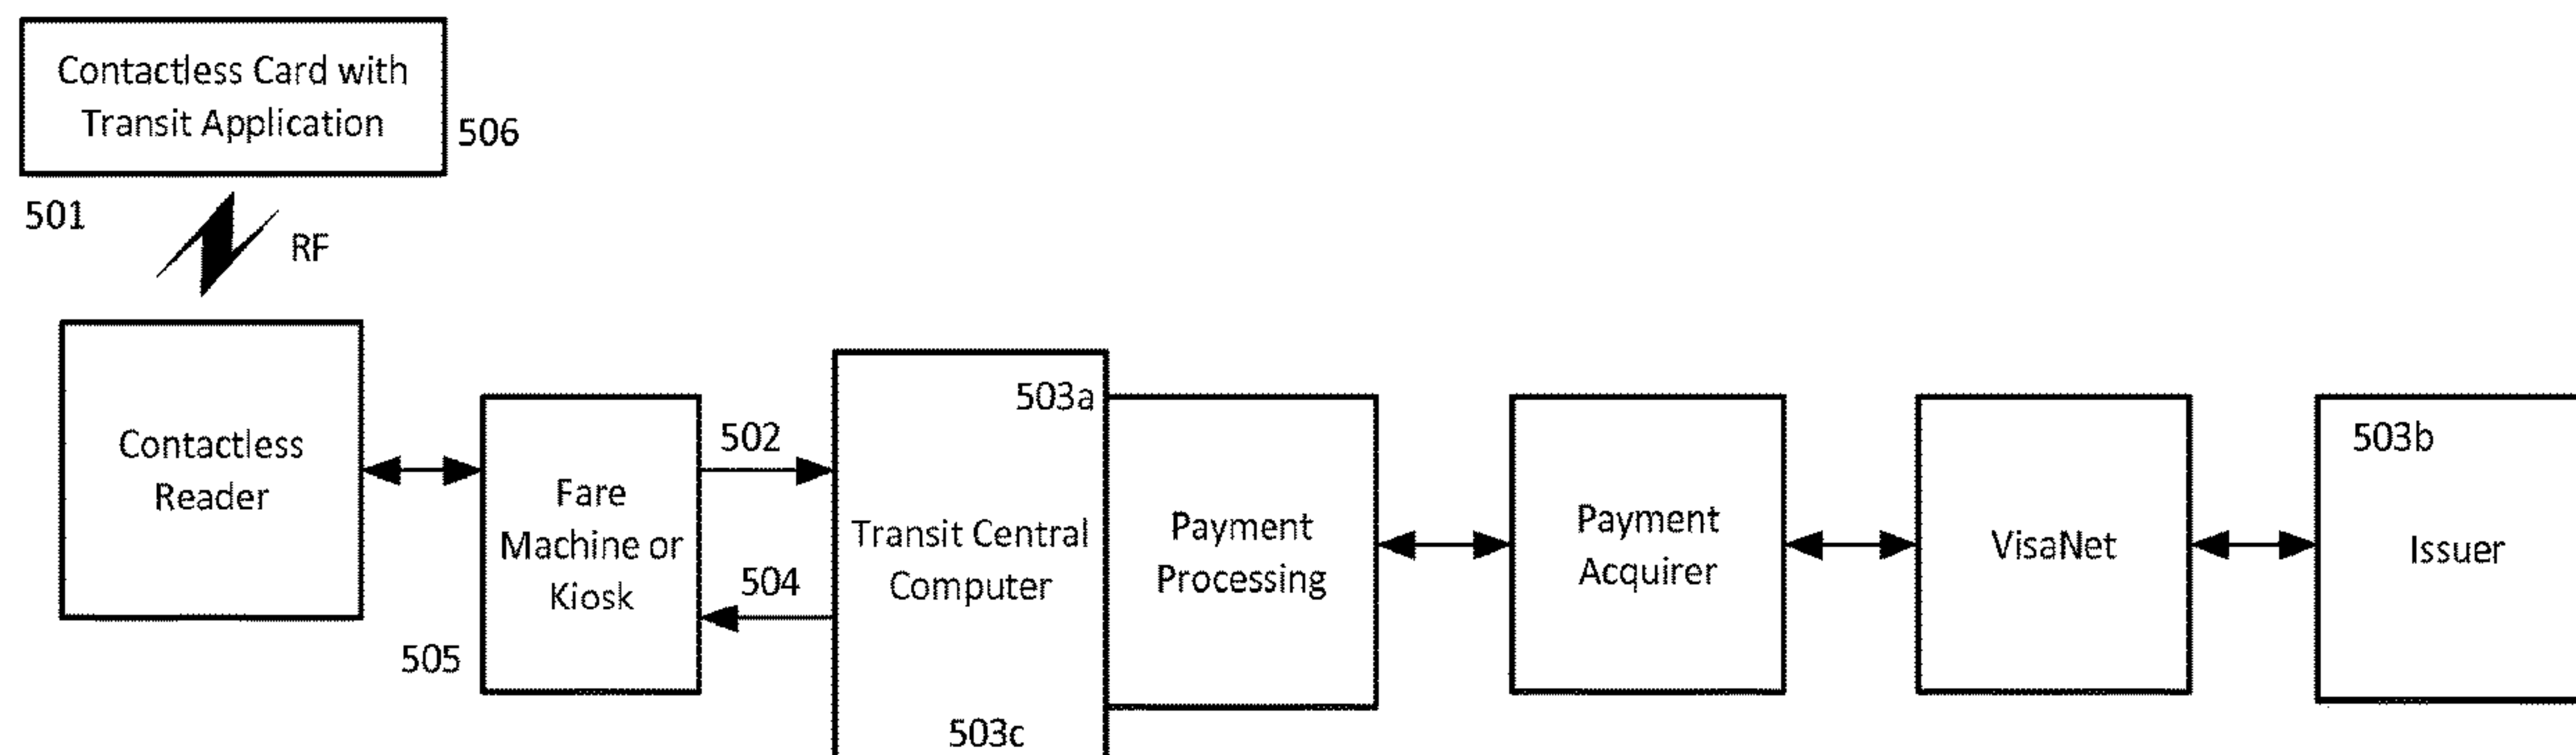 Contactless Card with
Transit Application
506
501
RF
Contactless
Reader
505
Fare
Machine or
Kiosk
502
504
503a
Transit Central
Computer
503c
Payment
Processing
Payment
Acquirer
VisaNet
503b
Issuer